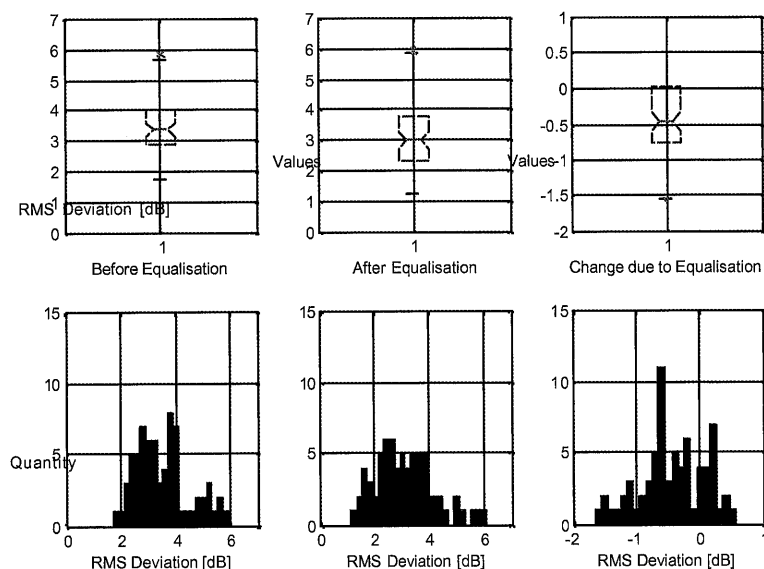 7
6
5
4
3
2
1
0
RMS Deviation [dB]
1
Before Equalisation
7
6
5
4
3
2
1
0
Values
1
After Equalisation
1
0.5
0
-0.5
-1
-1.5
-2
Values
1
Change due to Equalisation
15
10
5
0
Quantity
0 2 4 6
RMS Deviation [dB]
15
10
5
0
0 2 4 6
RMS Deviation [dB]
15
10
5
0
-2 -1 0 1
RMS Deviation [dB]